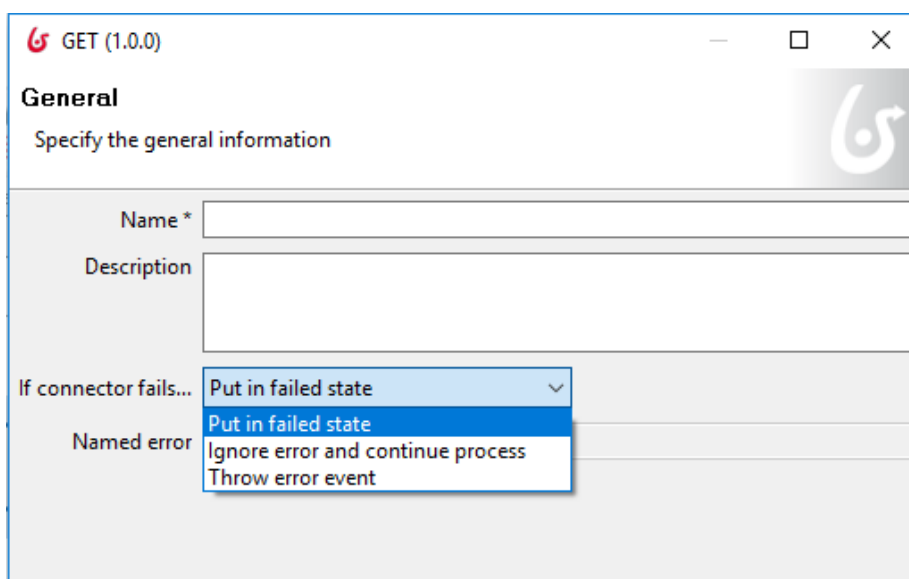 GET (1.0.0)
General
Specify the general information
Name *
Description
If connector fails... Put in failed state
Put in failed state
Named error
Ignore error and continue process
Throw error event